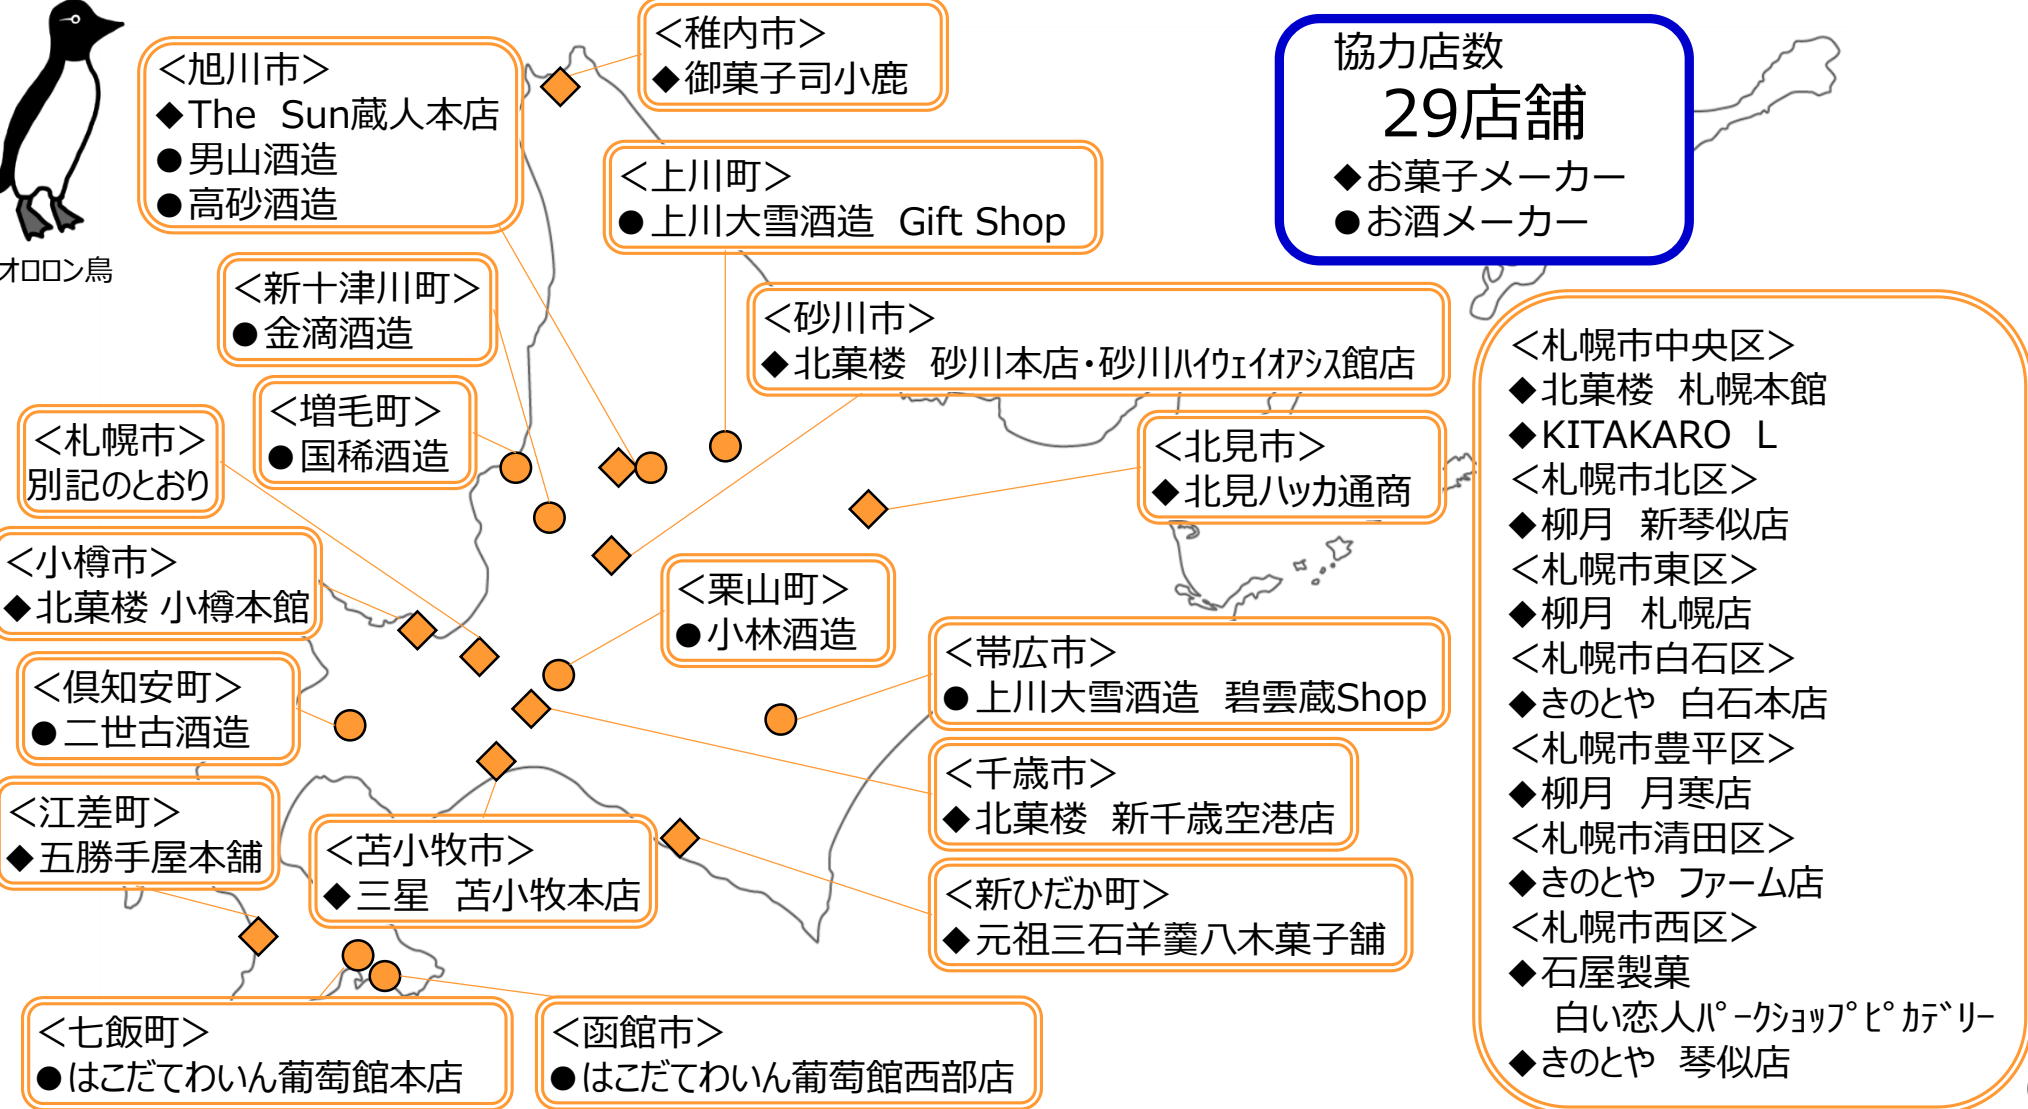 オロロン鳥
<旭川市>
◆The Sun蔵人本店
●男山酒造
●高砂酒造
<稚内市>
◆御菓子司小鹿
<上川町>
●上川大雪酒造 Gift Shop
協力店数
29店舗
◆お菓子メーカー
●お酒メーカー
<新十津川町>
●金滴酒造
<砂川市>
◆北菓楼 砂川本店・砂川ハイウェイオアシス館店
<増毛町>
●国稀酒造
<札幌市>
別記のとおり
<北見市>
◆北見ハッカ通商
<小樽市>
◆北菓楼 小樽本館
<栗山町>
●小林酒造
<倶知安町>
●二世古酒造
<帯広市>
●上川大雪酒造 碧雲蔵Shop
<千歳市>
◆北菓楼 新千歳空港店
<江差町>
◆五勝手屋本舗
<苫小牧市>
◆三星 苫小牧本店
<新ひだか町>
◆元祖三石羊羹八木菓子舗
<七飯町>
●はこだてわいん葡萄館本店
<函館市>
●はこだてわいん葡萄館西部店
<札幌市中央区>
◆北菓楼 札幌本館
◆KITAKARO L
<札幌市北区>
◆柳月 新琴似店
<札幌市東区>
◆柳月 札幌店
<札幌市白石区>
◆きのとや 白石本店
<札幌市豊平区>
◆柳月 月寒店
<札幌市清田区>
◆きのとや ファーム店
<札幌市西区>
◆石屋製菓
白い恋人パークショップピカデリー
◆きのとや 琴似店